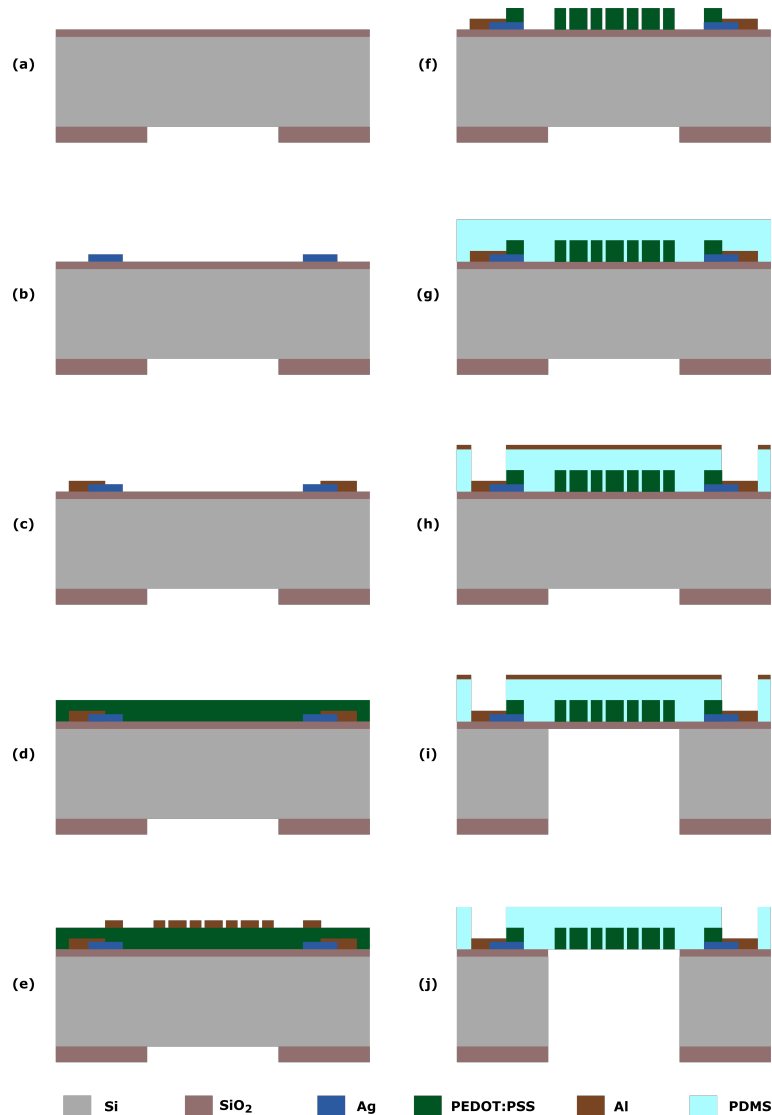 (a)
(f)
(b)
(g)
(c)
(h)
(d)
(i)
(e)
(j)
Si SiO2 Ag PEDOT:PSS Al PDMS